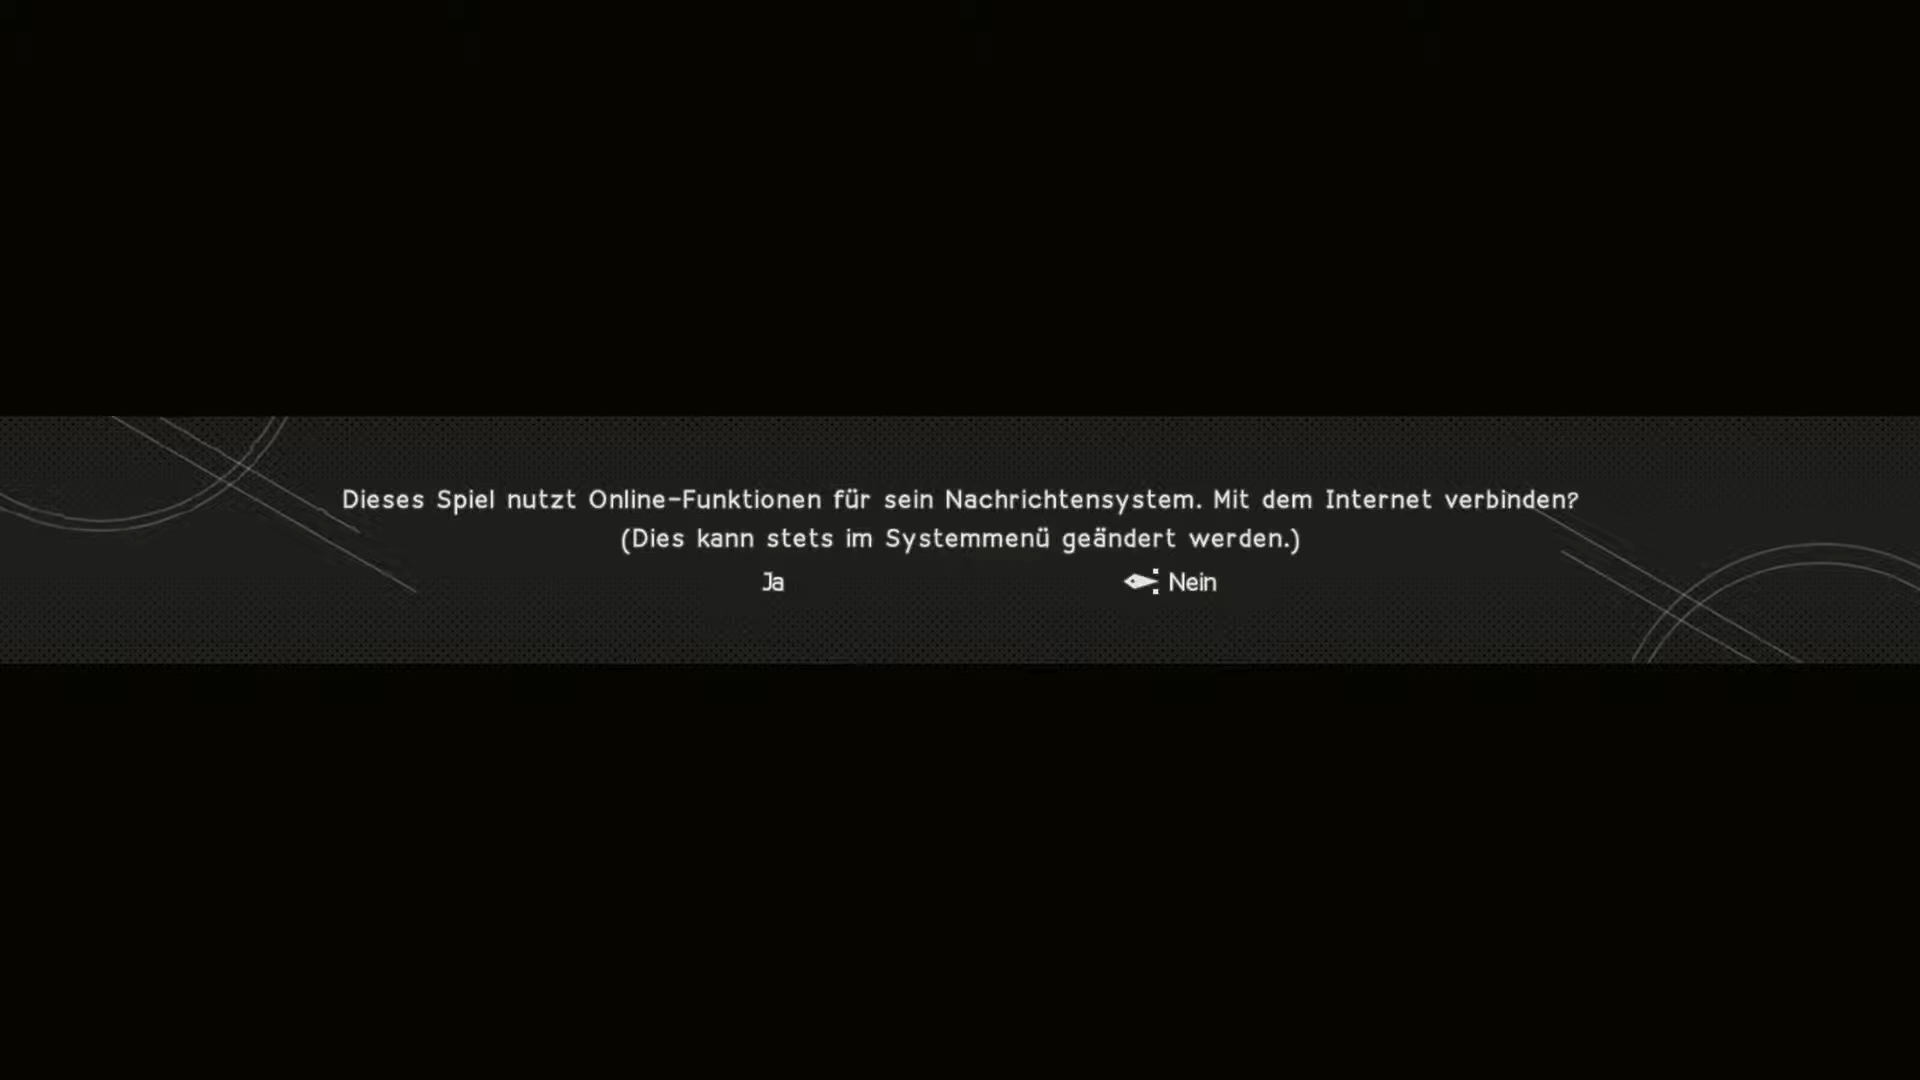 Dieses Spiel nutzt Online-Funktionen für sein Nachrichtensystem. Mit dem Internet verbinden?
(Dies kann stets im Systemmenü geändert werden.)
Ja Nein